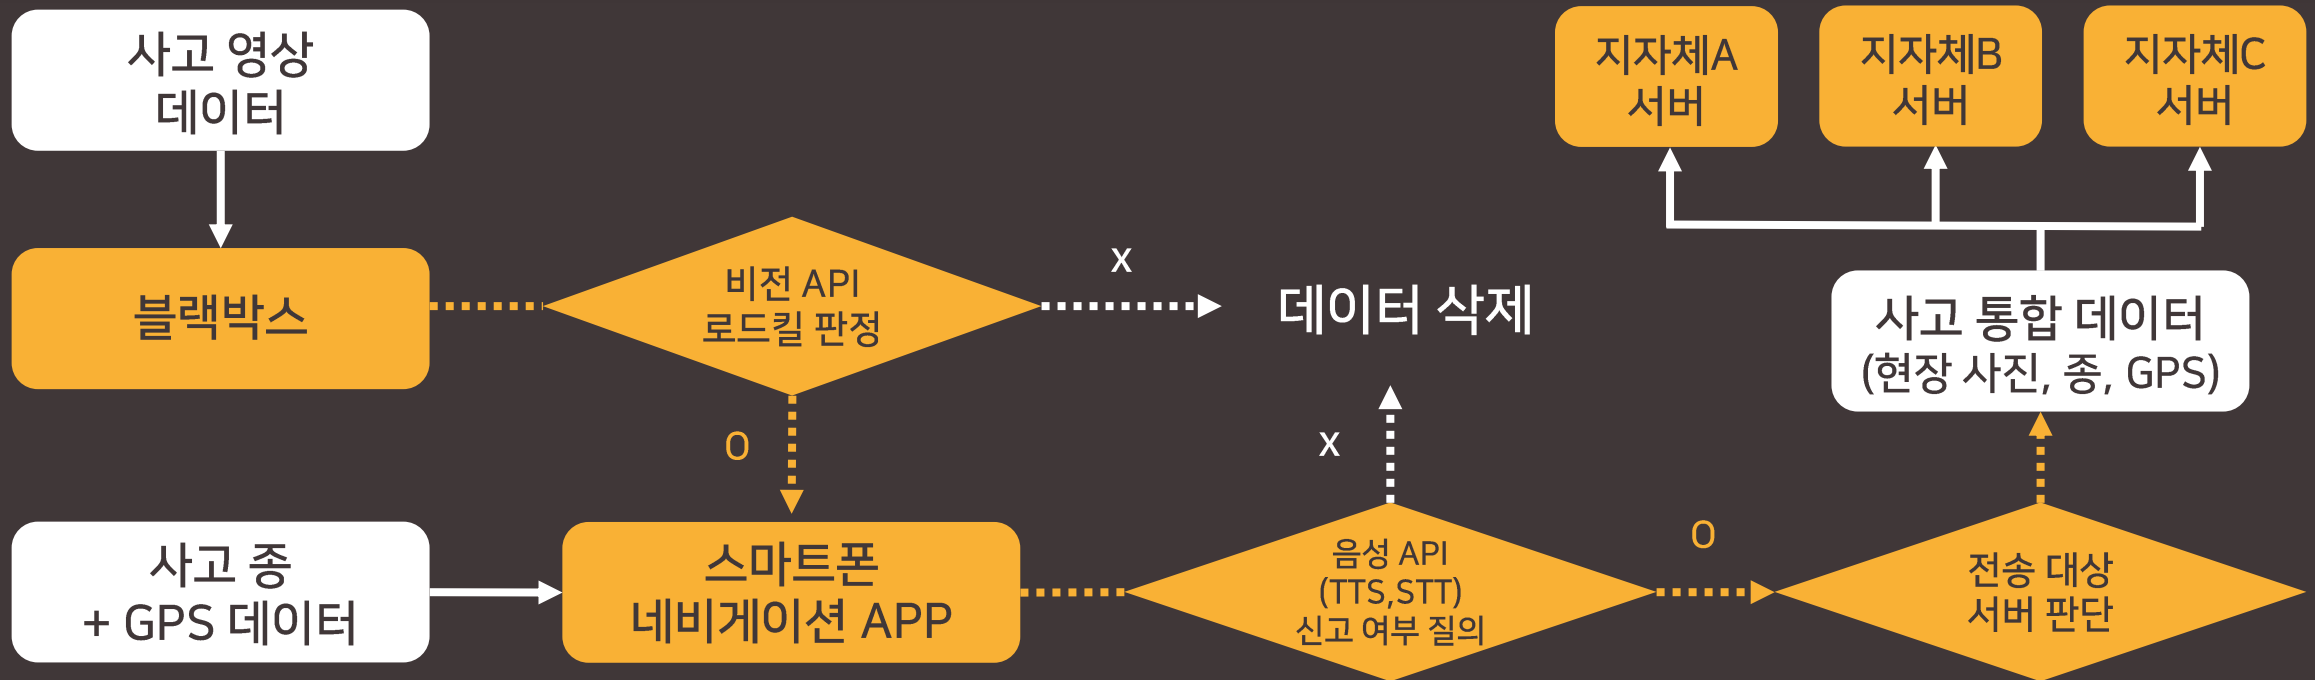 사고 영상
데이터
지자체A
서버
지자체B
서버
지자체C
서버
블랙박스
비전 API
로드킬 판정
X
데이터 삭제
사고 통합 데이터
(현장 사진, 종, GPS)
O
X
사고 종
+ GPS 데이터
스마트폰
네비게이션 APP
음성 API
(TTS,STT)
신고 여부 질의
O
전송 대상
서버 판단